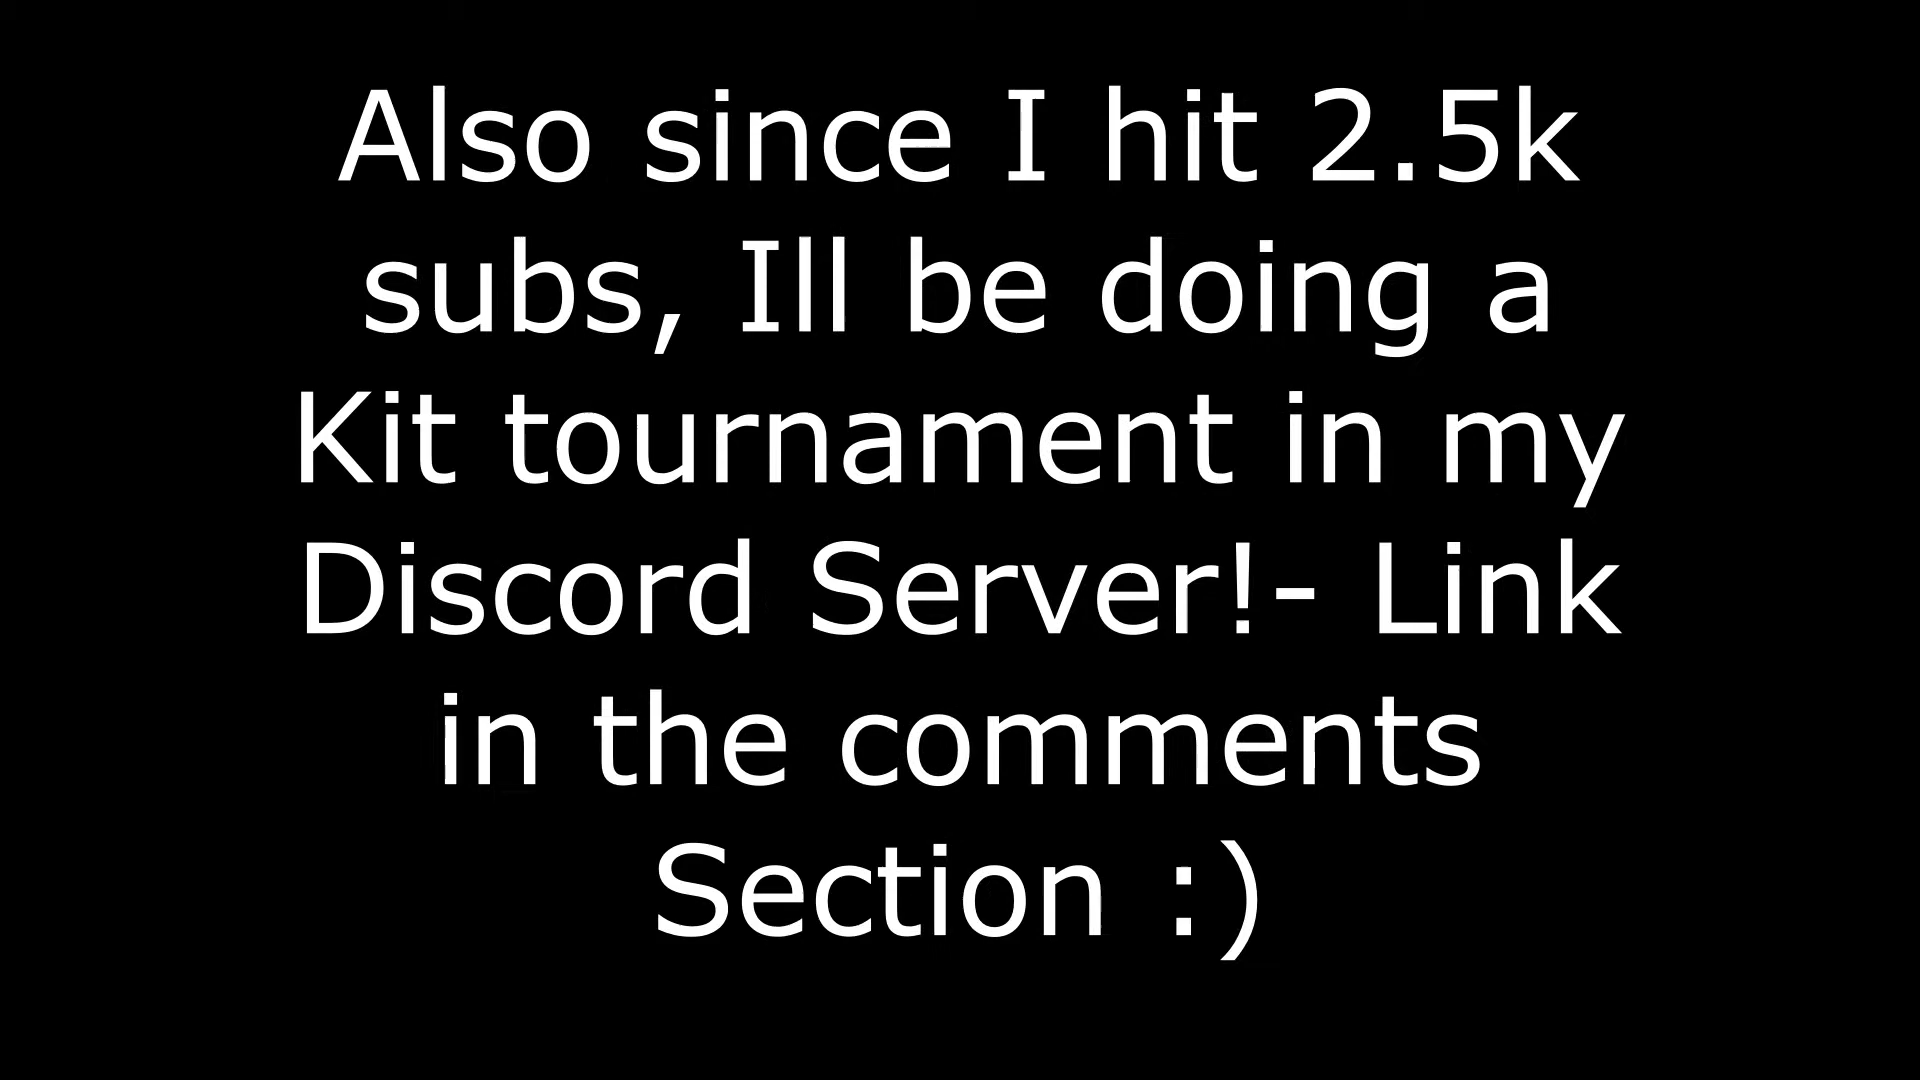 Also since I hit 2.5k
subs, Ill be doing a
Kit tournament in my
Discord Server!- Link
in the comments
Section :)